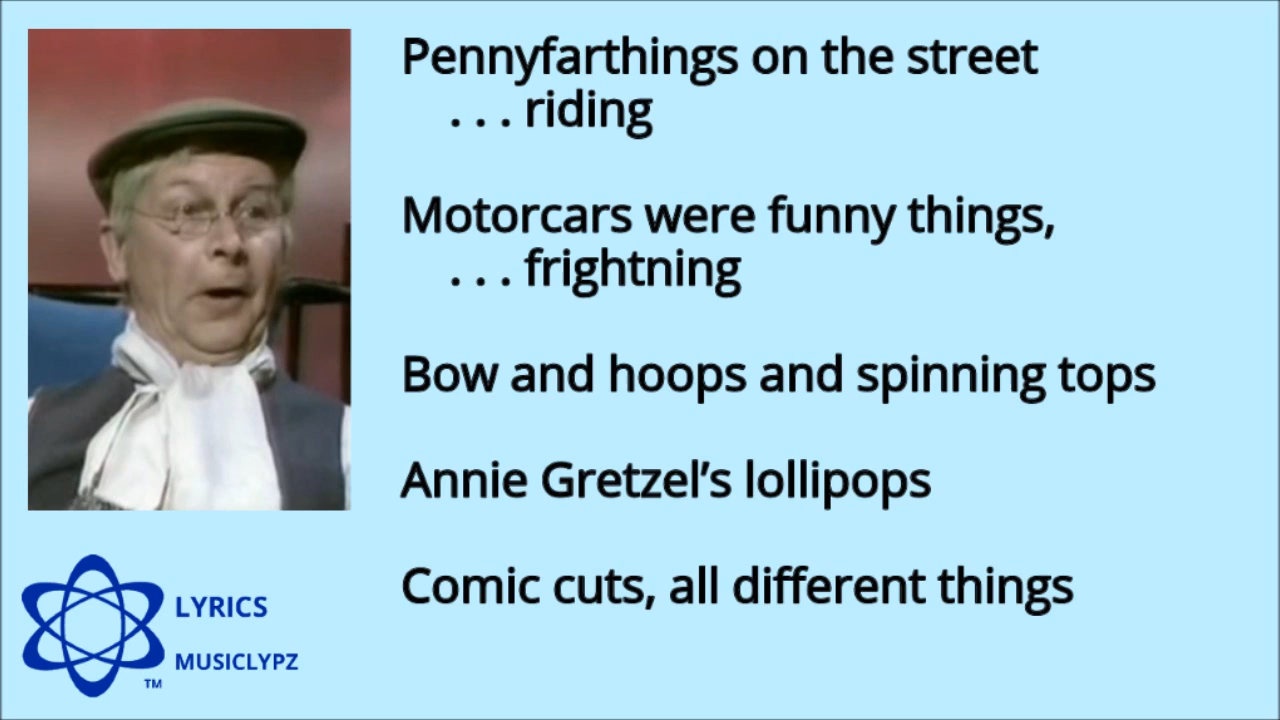 Pennyfarthings on the street
. . . riding
Motorcars were funny things,
. . . frightning
Bow and hoops and spinning tops
Annie Gretzel’s lollipops
Comic cuts, all different things
LYRICS
MUSICLYPZ
TM